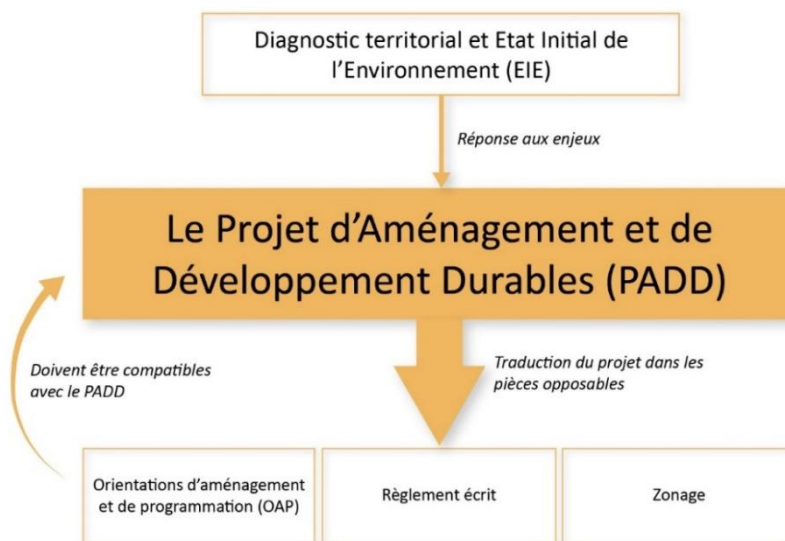 Diagnostic territorial et Etat Initial de
l’Environnement (EIE)
Réponse aux enjeux
Le Projet d’Aménagement et de
Développement Durables (PADD)
Doivent être compatibles
avec le PADD
Traduction du projet dans les
pièces opposables
Orientations d’aménagement
et de programmation (OAP)
Règlement écrit
Zonage